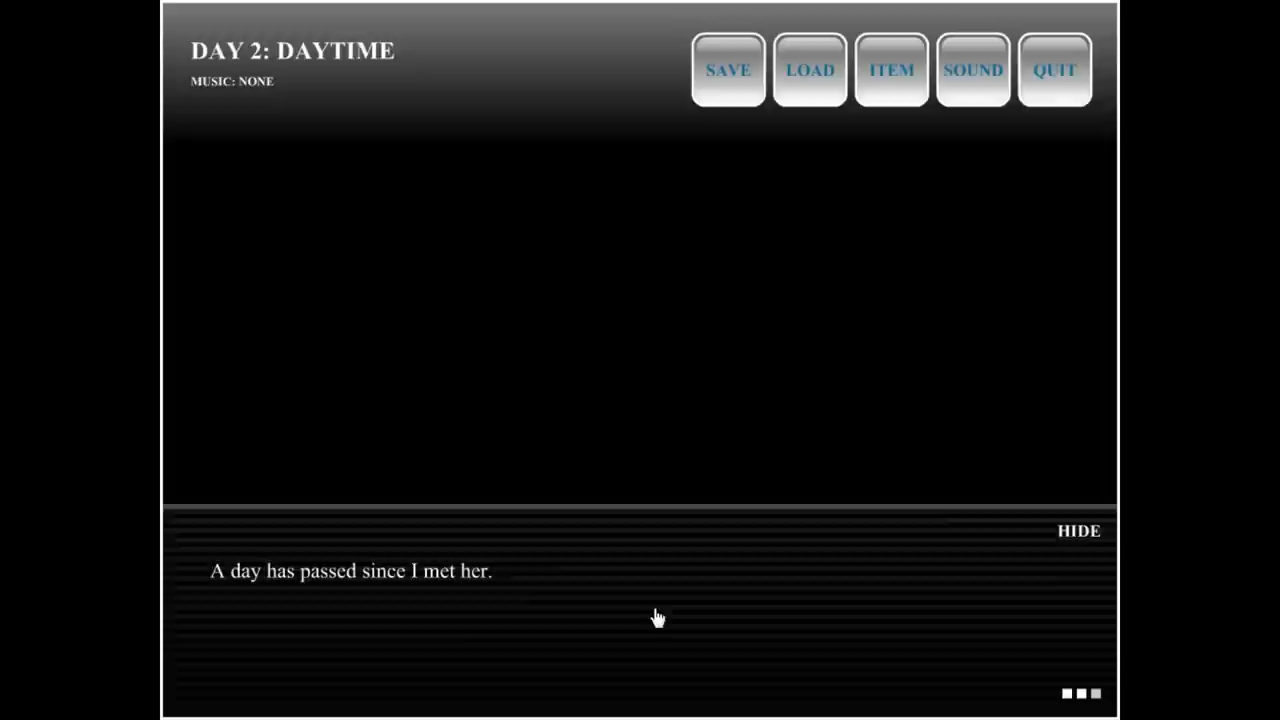 DAY 2: DAYTIME
MUSIC: NONE
SAVE
LOAD
ITEM
SOUND
QUIT
HIDE
A day has passed since I met her.